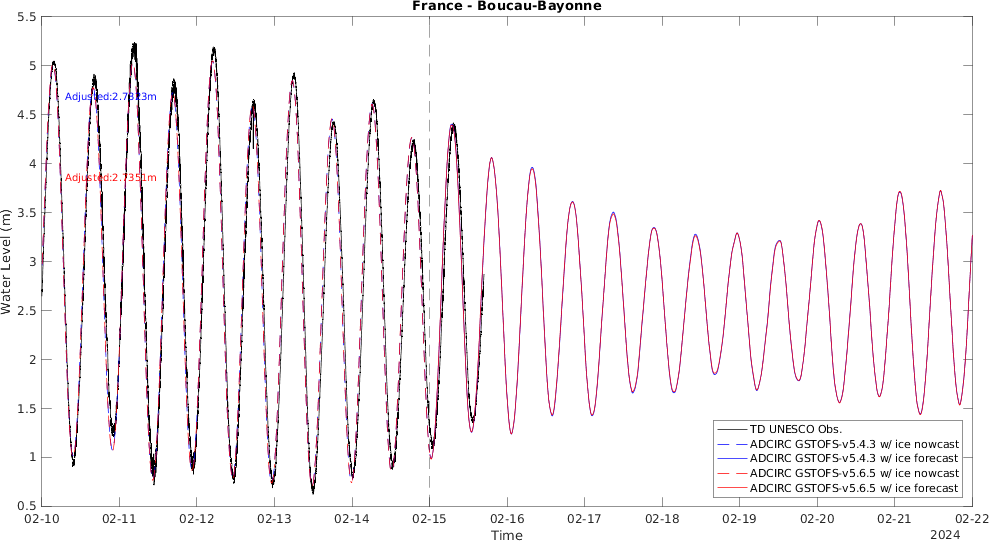 France - Boucau-Bayonne
5.5
5
4.5
4
3.5
3
2.5
2
1.5
1
0.5
Water Level (m)
Adjusted:2.7323m
Adjusted:2.7351m
TD UNESCO Obs.
ADCIRC GSTOFS-v5.4.3 w/ ice nowcast
ADCIRC GSTOFS-v5.4.3 w/ ice forecast
ADCIRC GSTOFS-v5.6.5 w/ ice nowcast
ADCIRC GSTOFS-v5.6.5 w/ ice forecast
02-10 02-11 02-12 02-13 02-14 02-15 02-16 02-17 02-18 02-19 02-20 02-21 02-22
Time
2024